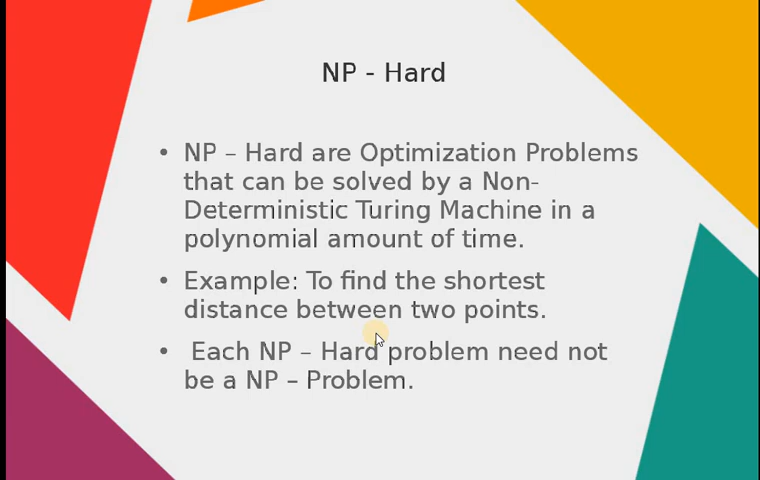 NP - Hard
• NP – Hard are Optimization Problems
that can be solved by a Non-
Deterministic Turing Machine in a
polynomial amount of time.
• Example: To find the shortest
distance between two points.
• Each NP – Hard problem need not
be a NP – Problem.